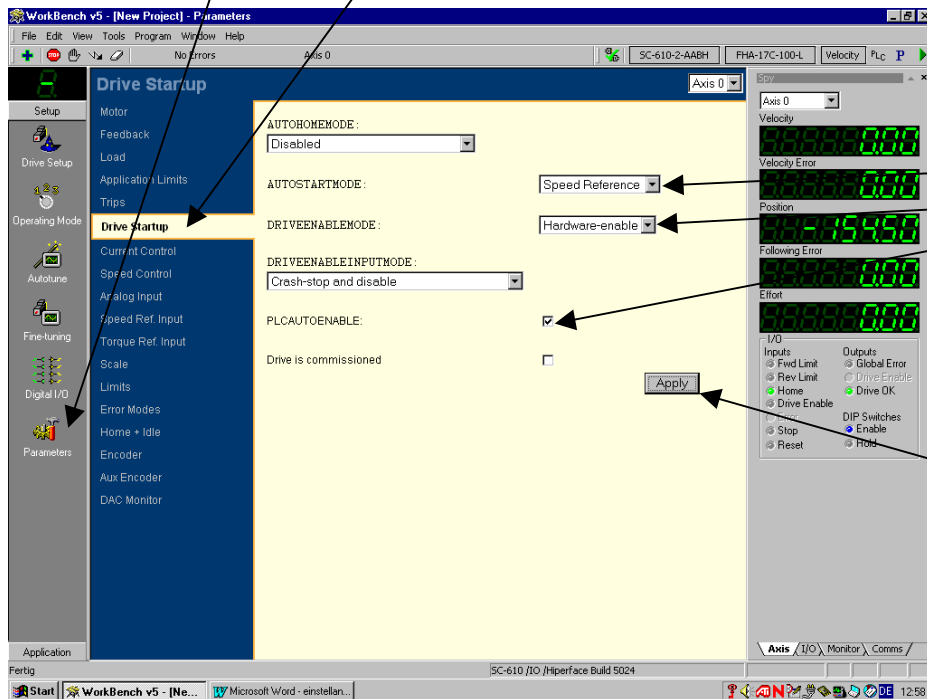 WorkBench v5 - [New Project] - Parameters
File Edit View Tools Program Window Help
No Errors Axis 0 SC-610-2-AABH FHA-17C-100-L Velocity PLC P
Setup
Drive Setup
Operating Mode
Autotune
Fine-tuning
Digital I/O
Parameters
Application
Drive Startup Axis 0
Motor
Feedback
Load
Application Limits
Trips
Drive Startup
Current Control
Speed Control
Analog Input
Speed Ref. Input
Torque Ref. Input
Scale
Limits
Error Modes
Home + Idle
Encoder
Aux Encoder
DAC Monitor
AUTOHOMEMODE:
Disabled
AUTOSTARTMODE: Speed Reference
DRIVEENABLEMODE: Hardware-enable
DRIVEENABLEINPUTMODE:
Crash-stop and disable
PLCAUTOENABLE:
Drive is commissioned
Apply
Spy
Axis 0
Velocity
0.00
Velocity Error
0.00
Position
-154.50
Following Error
0.00
Effort
0.00
I/O
Inputs Outputs
Fwd Limit Global Error
Rev Limit Drive Enable
Home Drive OK
Drive Enable
Error DIP Switches
Stop Enable
Reset Hold
Axis I/O Monitor Comms
Fertig SC-610 /IO /Hiperface Build 5024
Start WorkBench v5 - [Ne... Microsoft Word - einstellan... DE 12:58